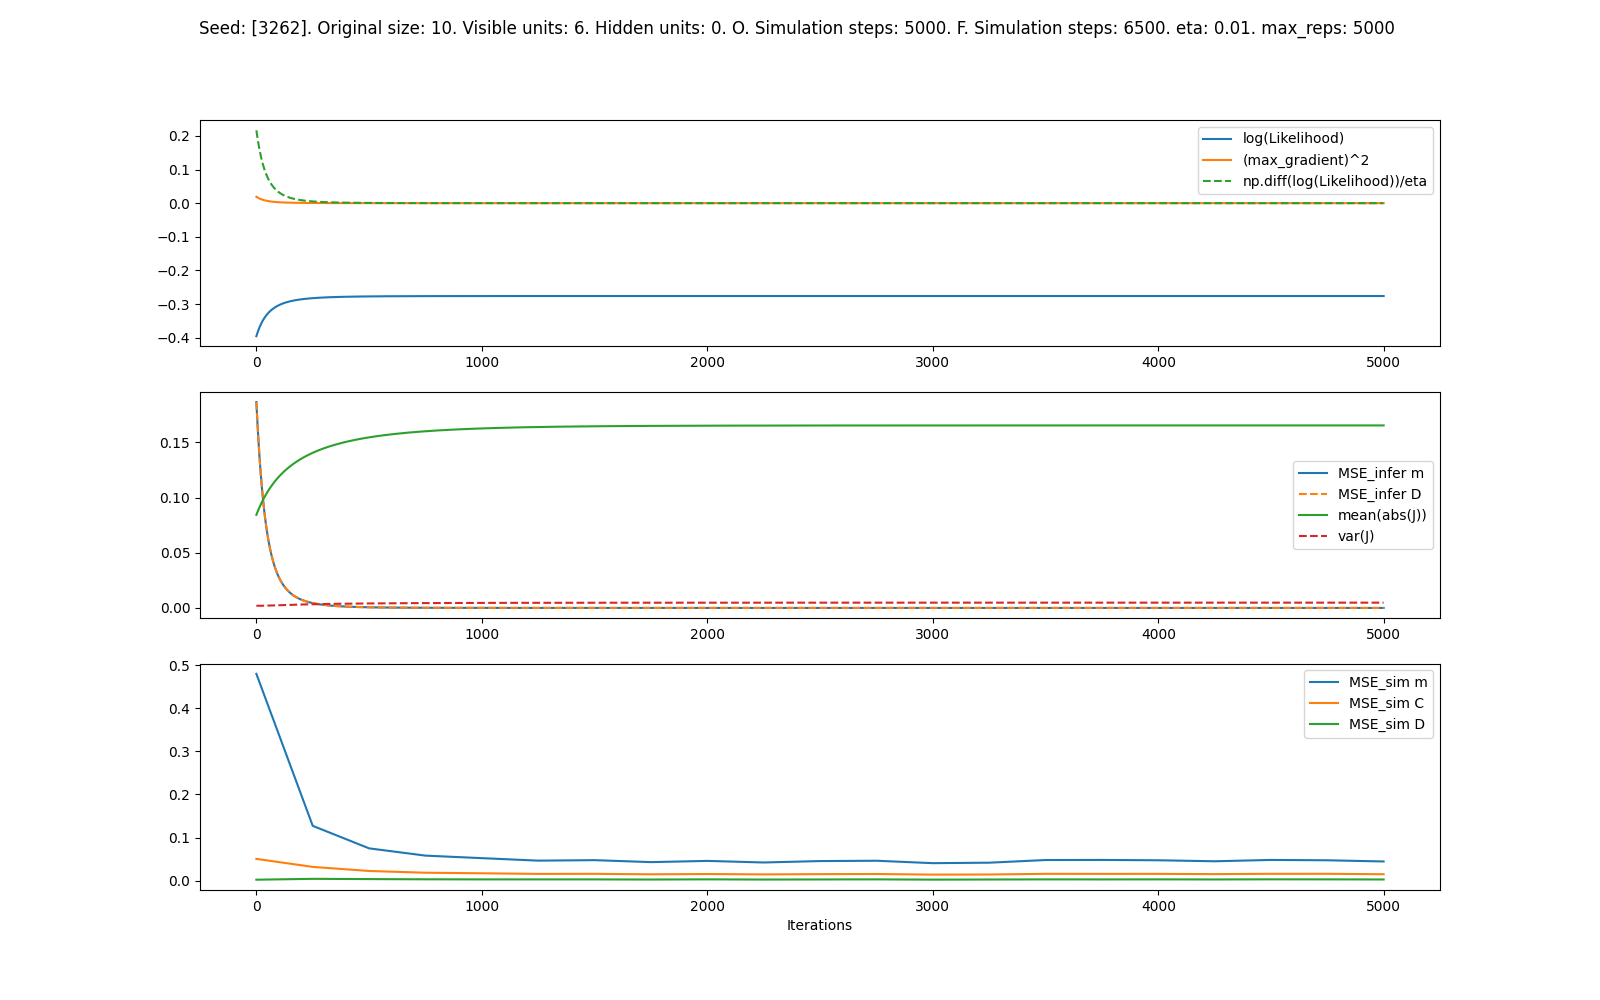 Seed: [3262]. Original size: 10. Visible units: 6. Hidden units: 0. O. Simulation steps: 5000. F. Simulation steps: 6500. eta: 0.01. max_reps: 5000
0.2
0.1
0.0
−0.1
−0.2
−0.3
−0.4
log(Likelihood)
(max_gradient)^2
np.diff(log(Likelihood))/eta
0 1000 2000 3000 4000 5000
0.15
0.10
0.05
0.00
MSE_infer m
MSE_infer D
mean(abs(J))
var(J)
0 1000 2000 3000 4000 5000
0.5
0.4
0.3
0.2
0.1
0.0
MSE_sim m
MSE_sim C
MSE_sim D
0 1000 2000 3000 4000 5000
Iterations